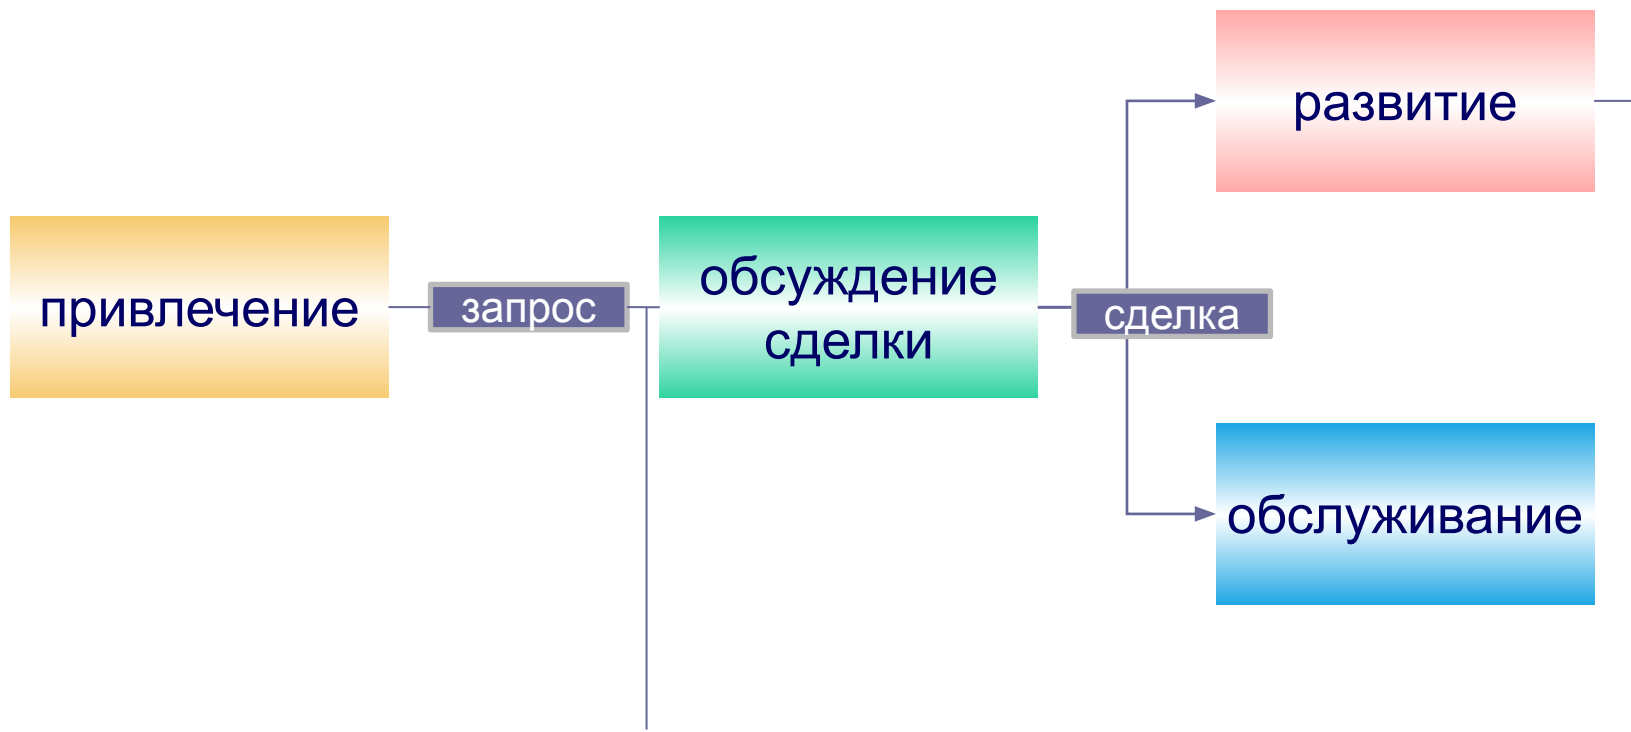 развитие
привлечение
запрос
обсуждение
сделки
сделка
обслуживание